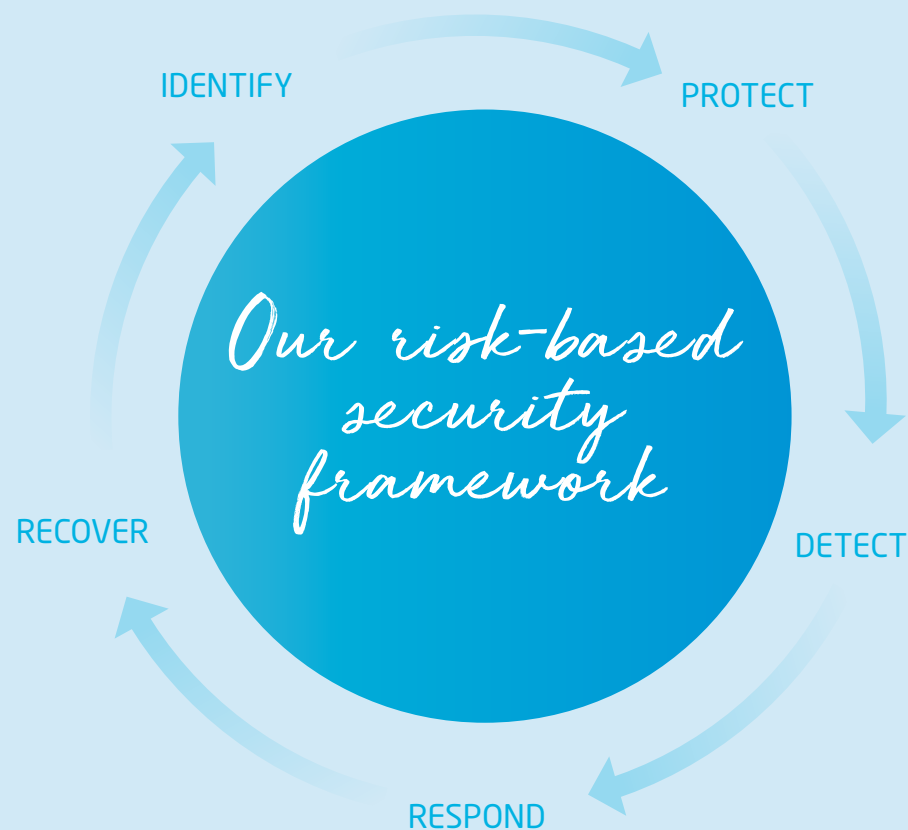 IDENTIFY
PROTECT
Our risk-based
security
framework
RECOVER
DETECT
RESPOND